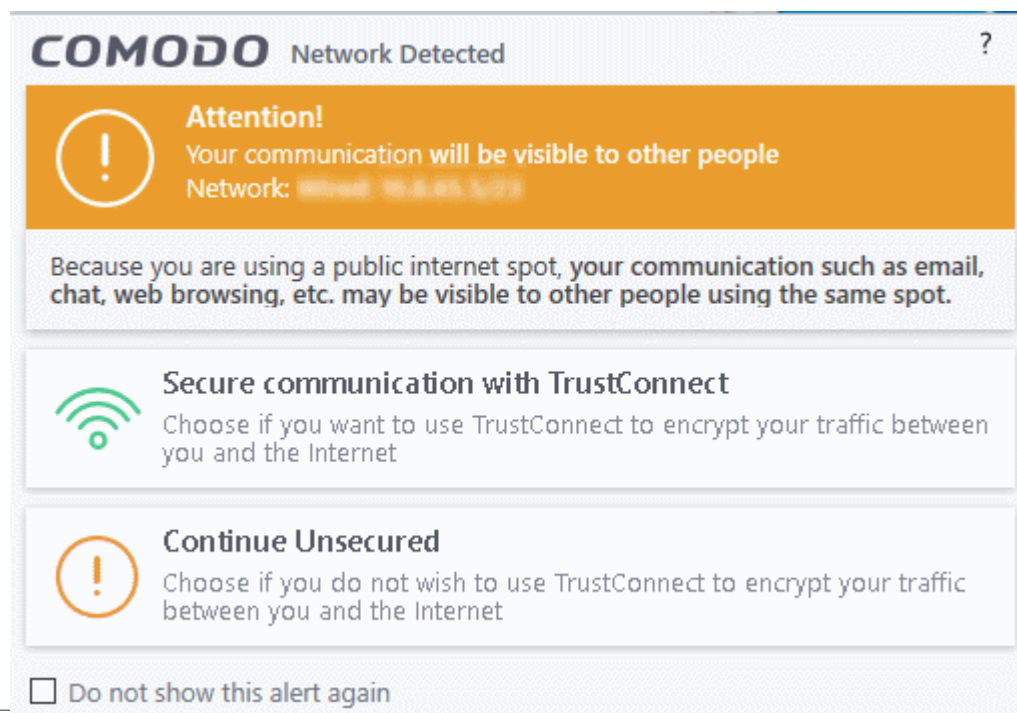 COMODO Network Detected ?
Attention!
Your communication will be visible to other people
Network:
Because you are using a public internet spot, your communication such as email,
chat, web browsing, etc. may be visible to other people using the same spot.
Secure communication with TrustConnect
Choose if you want to use TrustConnect to encrypt your traffic between
you and the Internet
Continue Unsecured
Choose if you do not wish to use TrustConnect to encrypt your traffic
between you and the Internet
Do not show this alert again